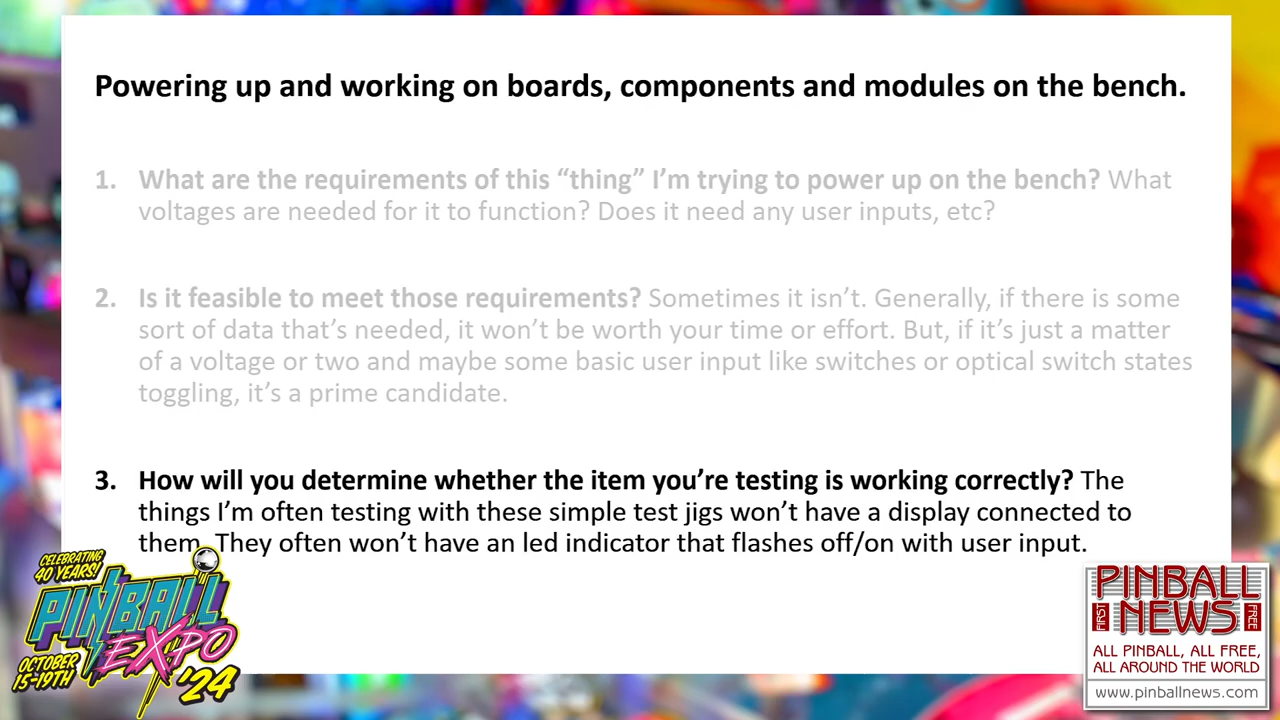 Powering up and working on boards, components and modules on the bench.
1. What are the requirements of this “thing” I’m trying to power up on the bench? What
voltages are needed for it to function? Does it need any user inputs, etc?
2. Is it feasible to meet those requirements? Sometimes it isn’t. Generally, if there is some
sort of data that’s needed, it won’t be worth your time or effort. But, if it’s just a matter
of a voltage or two and maybe some basic user input like switches or optical switch states
toggling, it’s a prime candidate.
3. How will you determine whether the item you’re testing is working correctly? The
things I’m often testing with these simple test jigs won’t have a display connected to
them. They often won’t have an led indicator that flashes off/on with user input.
CELEBRATING
40 YEARS!
PINBALL
EXPO
OCTOBER
15-19TH
'24
PINBALL
FIRST NEWS FREE
ALL PINBALL, ALL FREE,
ALL AROUND THE WORLD
www.pinballnews.com